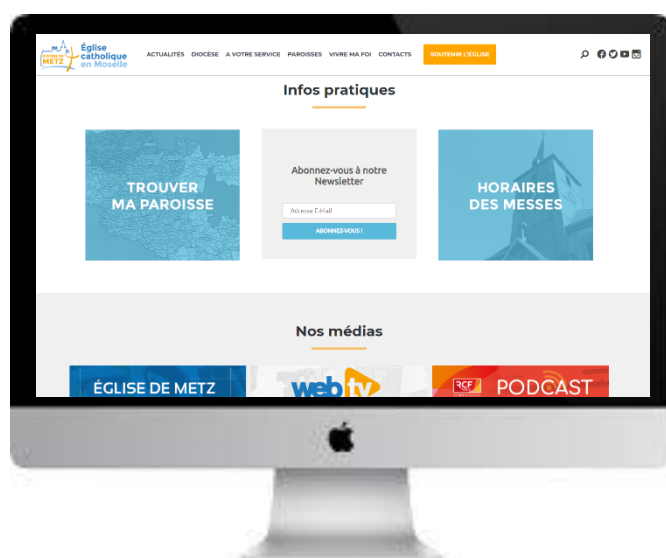 Église
catholique
en Moselle
METZ
ACTUALITÉS DIOCÈSE A VOTRE SERVICE PAROISSES VIVRE MA FOI CONTACTS
SOUTENIR L'ÉGLISE
Infos pratiques
TROUVER
MA PAROISSE
Abonnez-vous à notre
Newsletter
Adresse E-Mail
ABONNEZ-VOUS !
HORAIRES
DES MESSES
Nos médias
ÉGLISE DE METZ
webtv
RCF
PODCAST